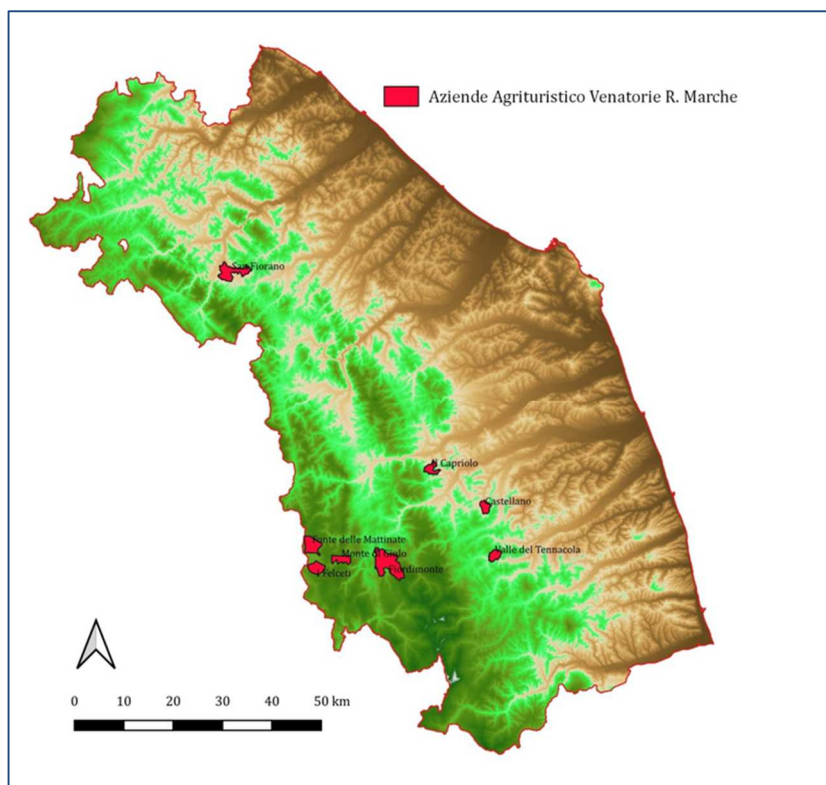 Aziende Agrituristico Venatorie R. Marche
San Fiorano
Il Capriolo
Castellano
Fonte delle Mattinate
Valle del Tennacola
Monte di Giulo
I Felceti
Fiordimonte
0 10 20 30 40 50 km